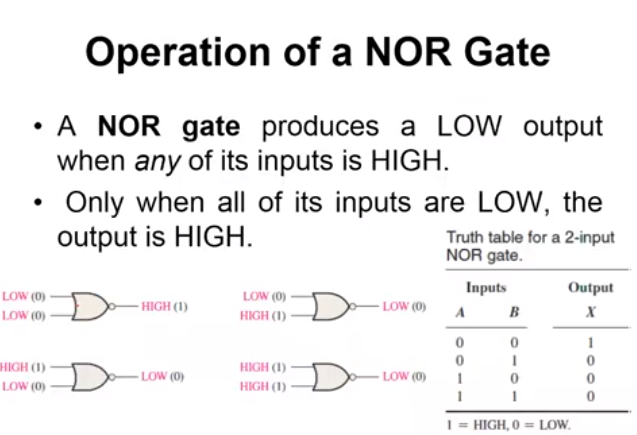 Operation of a NOR Gate
• A NOR gate produces a LOW output
when any of its inputs is HIGH.
• Only when all of its inputs are LOW, the
output is HIGH.
LOW (0)
LOW (0)
HIGH (1)
LOW (0)
HIGH (1)
LOW (0)
HIGH (1)
LOW (0)
LOW (0)
HIGH (1)
HIGH (1)
LOW (0)
Truth table for a 2-input
NOR gate.
Inputs Output
A B X
0 0 1
0 1 0
1 0 0
1 1 0
1 = HIGH, 0 = LOW.